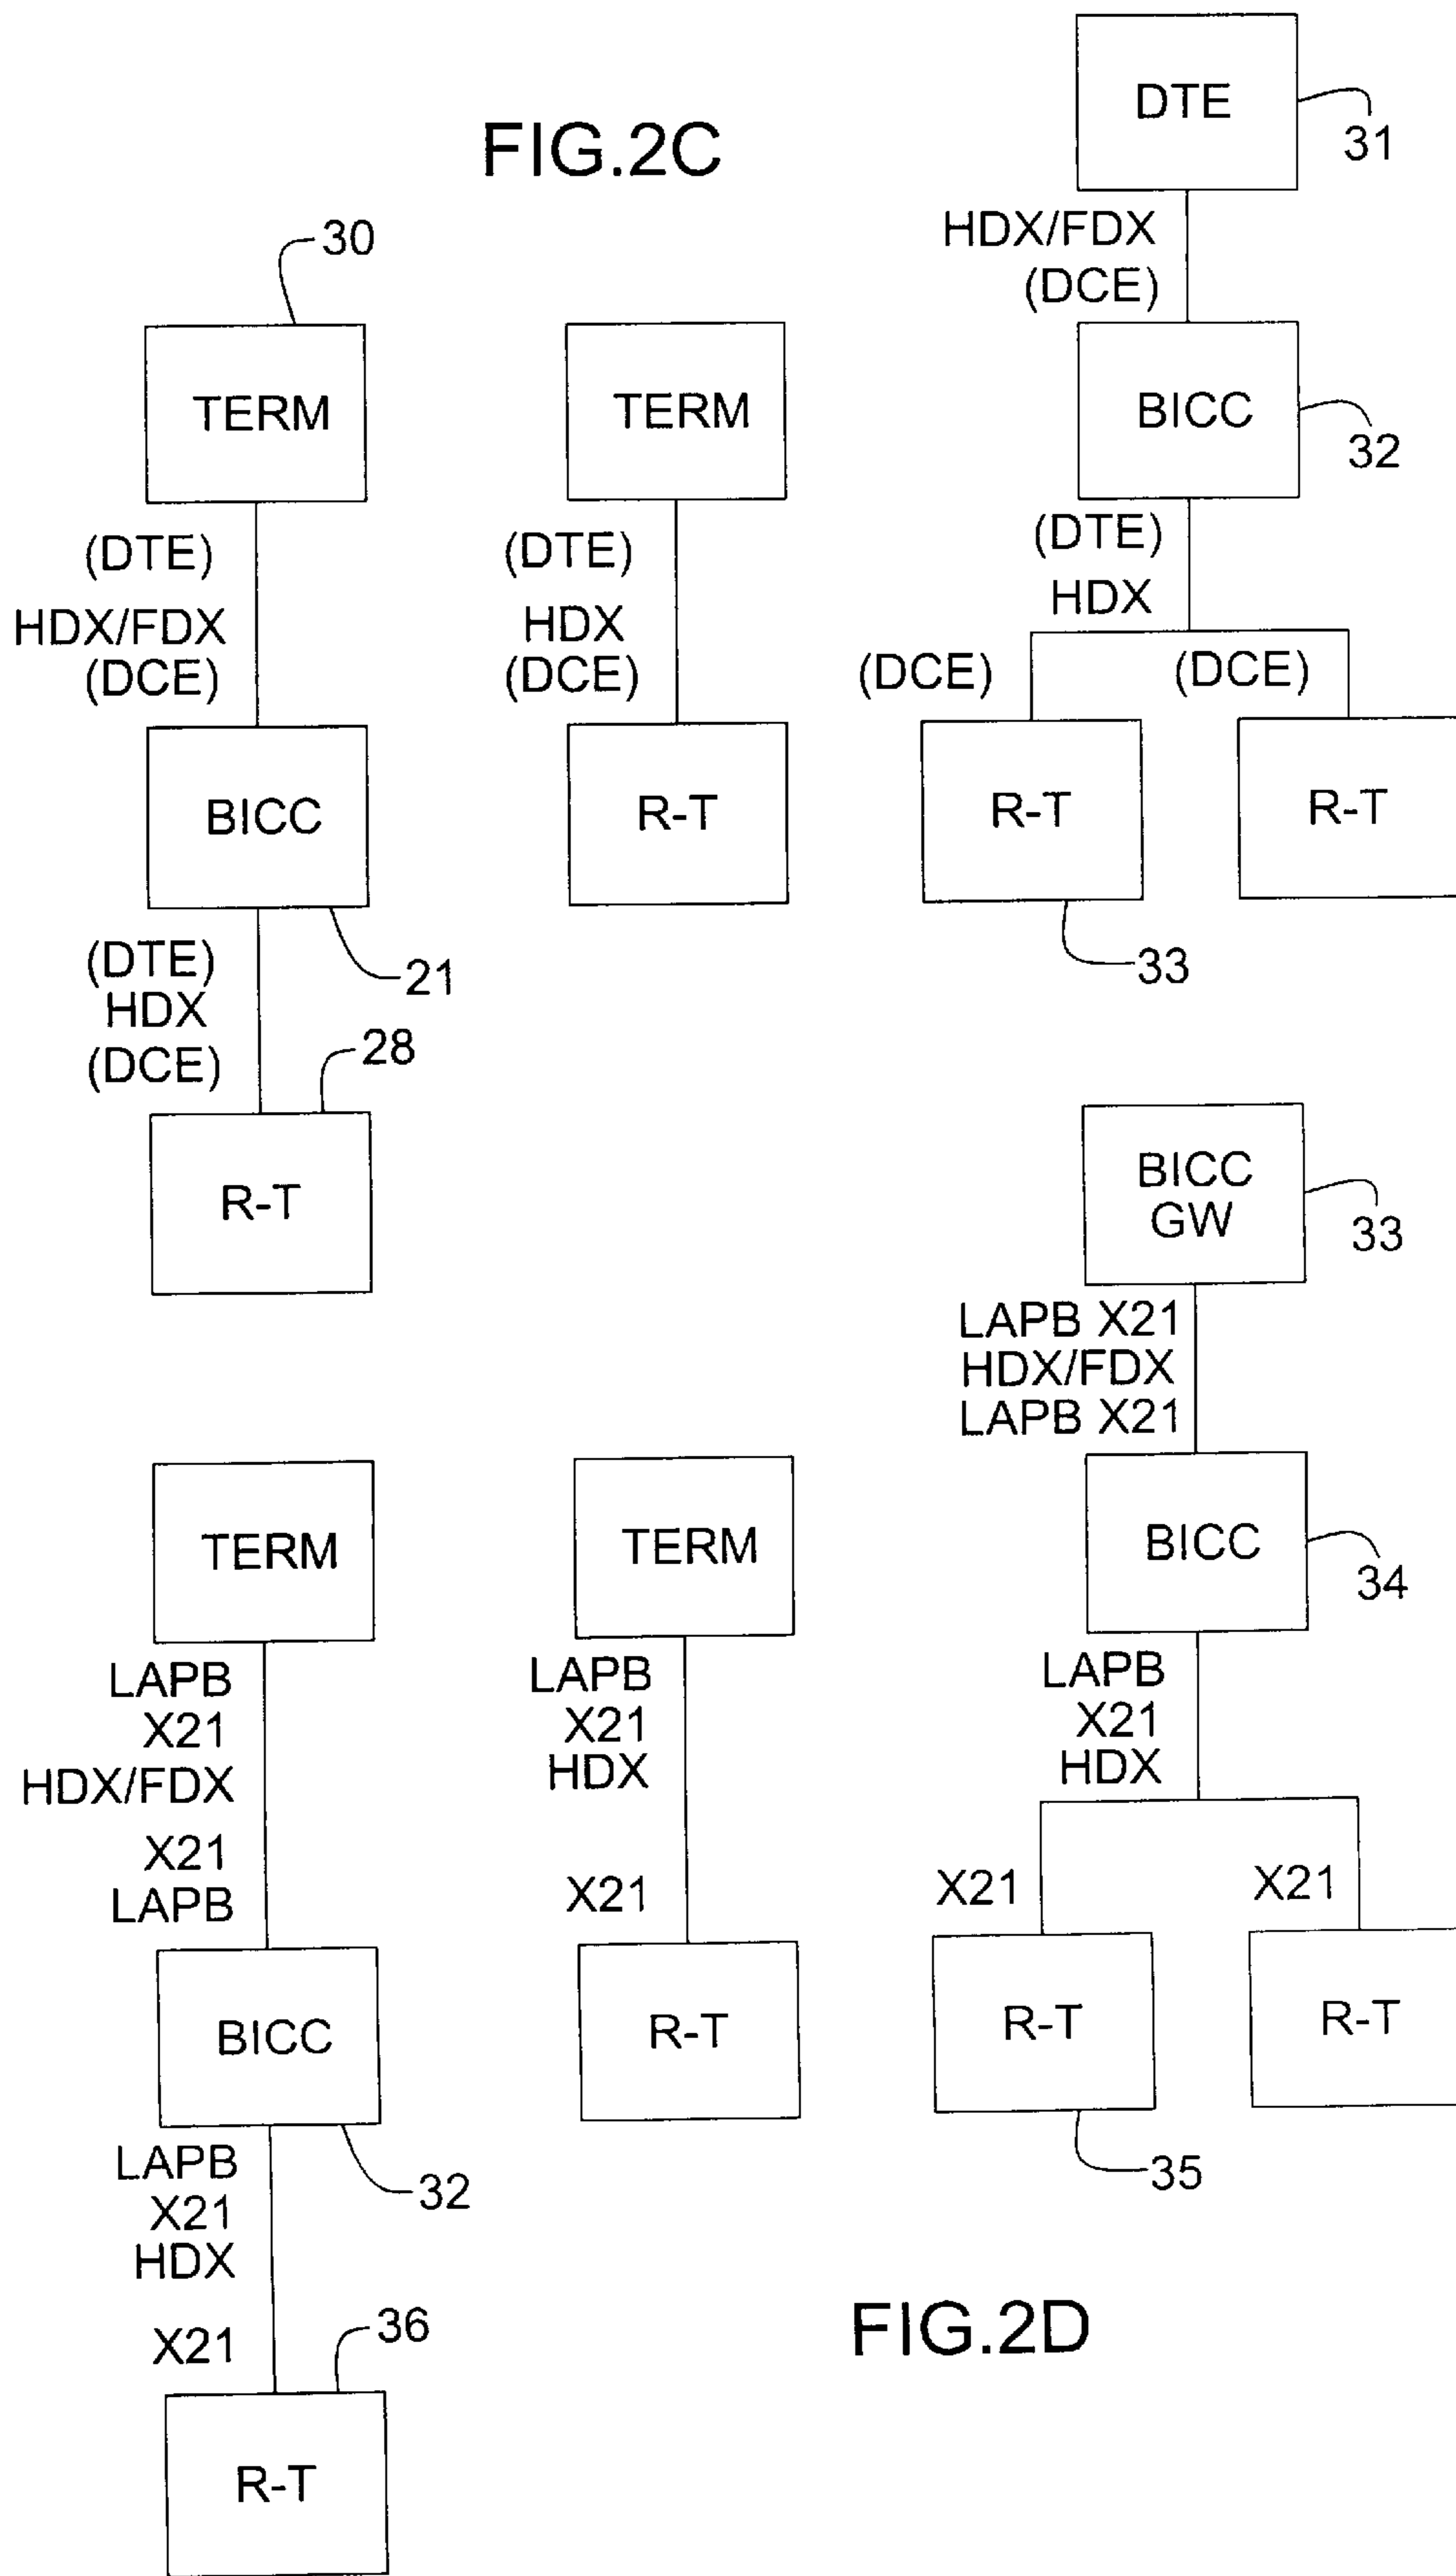 FIG.2C
30
TERM
(DTE)
HDX/FDX
(DCE)
BICC
21
(DTE)
HDX
(DCE)
28
R-T
TERM
(DTE)
HDX
(DCE)
R-T
DTE
31
HDX/FDX
(DCE)
BICC
32
(DTE)
HDX
(DCE)
(DCE)
R-T
R-T
33
TERM
LAPB
X21
HDX/FDX
X21
LAPB
BICC
32
LAPB
X21
HDX
X21
36
R-T
TERM
LAPB
X21
HDX
X21
R-T
BICC
GW
33
LAPB X21
HDX/FDX
LAPB X21
BICC
34
LAPB
X21
HDX
X21
X21
R-T
R-T
35
FIG.2D